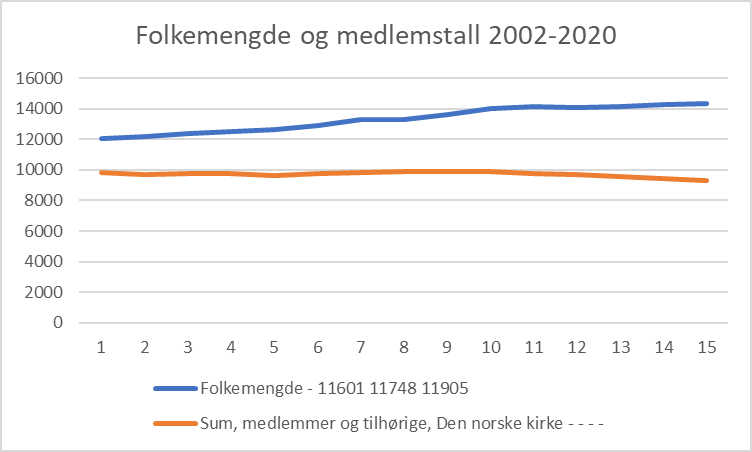 Folkemengde og medlemstall 2002-2020
16000
14000
12000
10000
8000
6000
4000
2000
0
1 2 3 4 5 6 7 8 9 10 11 12 13 14 15
Folkemengde - 11601 11748 11905
Sum, medlemmer og tilhørige, Den norske kirke - - - -